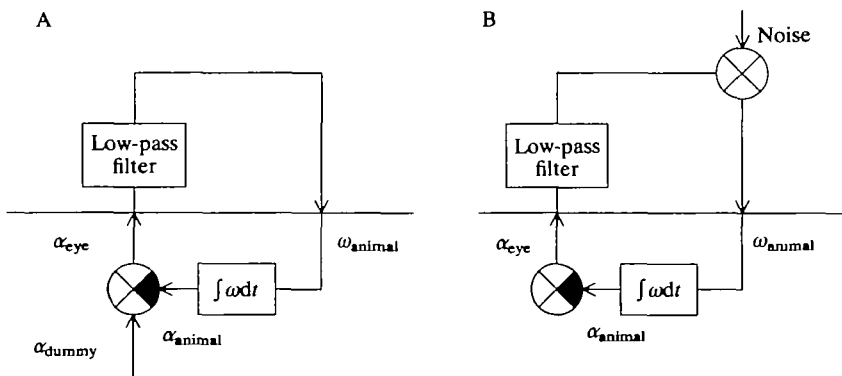 A
Low-pass
filter
α_eye
ω_animal
∫ωdt
α_animal
α_dummy
B
Noise
Low-pass
filter
α_eye
ω_animal
∫ωdt
α_animal